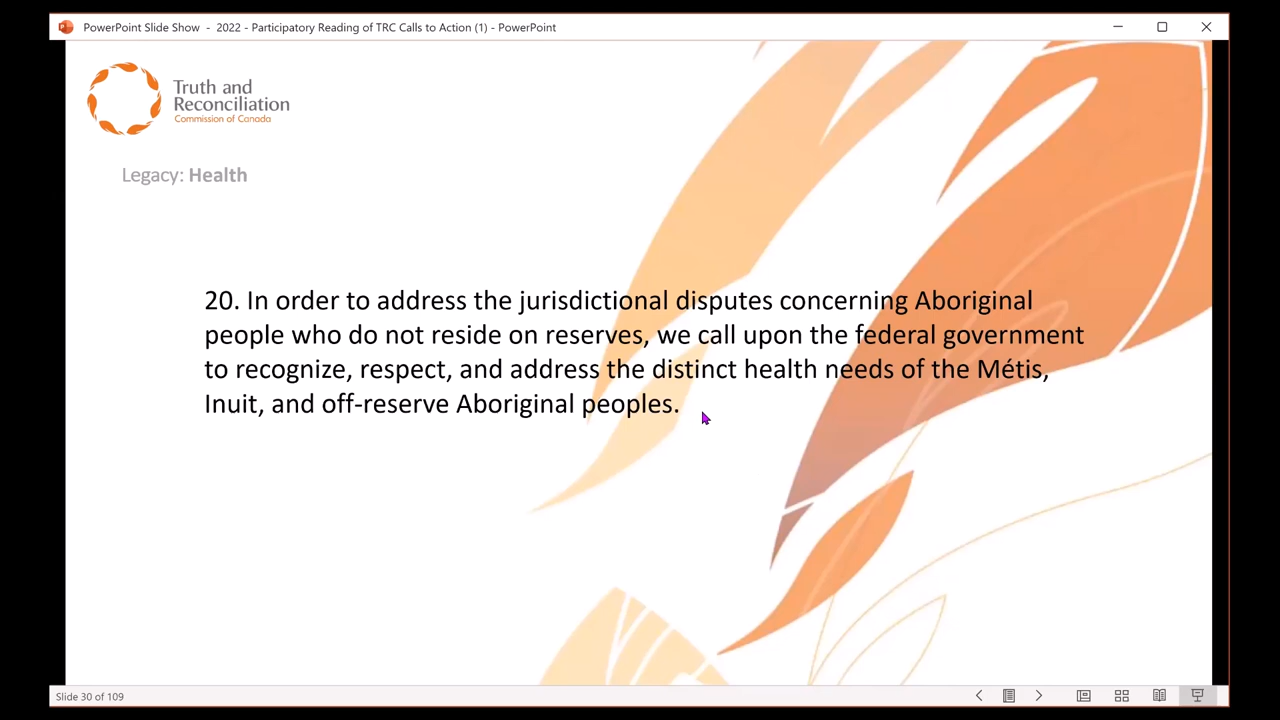 PowerPoint Slide Show - 2022 - Participatory Reading of TRC Calls to Action (1) - PowerPoint
Truth and
Reconciliation
Commission of Canada
Legacy: Health
20. In order to address the jurisdictional disputes concerning Aboriginal
people who do not reside on reserves, we call upon the federal government
to recognize, respect, and address the distinct health needs of the Métis,
Inuit, and off-reserve Aboriginal peoples.
Slide 30 of 109